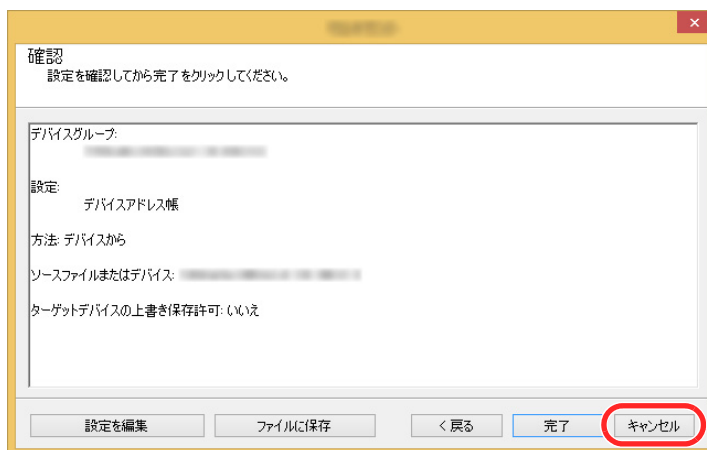 確認
設定を確認してから完了をクリックしてください。
デバイスグループ:
設定:
デバイスアドレス帳
方法: デバイスから
ソースファイルまたはデバイス:
ターゲットデバイスの上書き保存許可: いいえ
設定を編集
ファイルに保存
< 戻る
完了
キャンセル